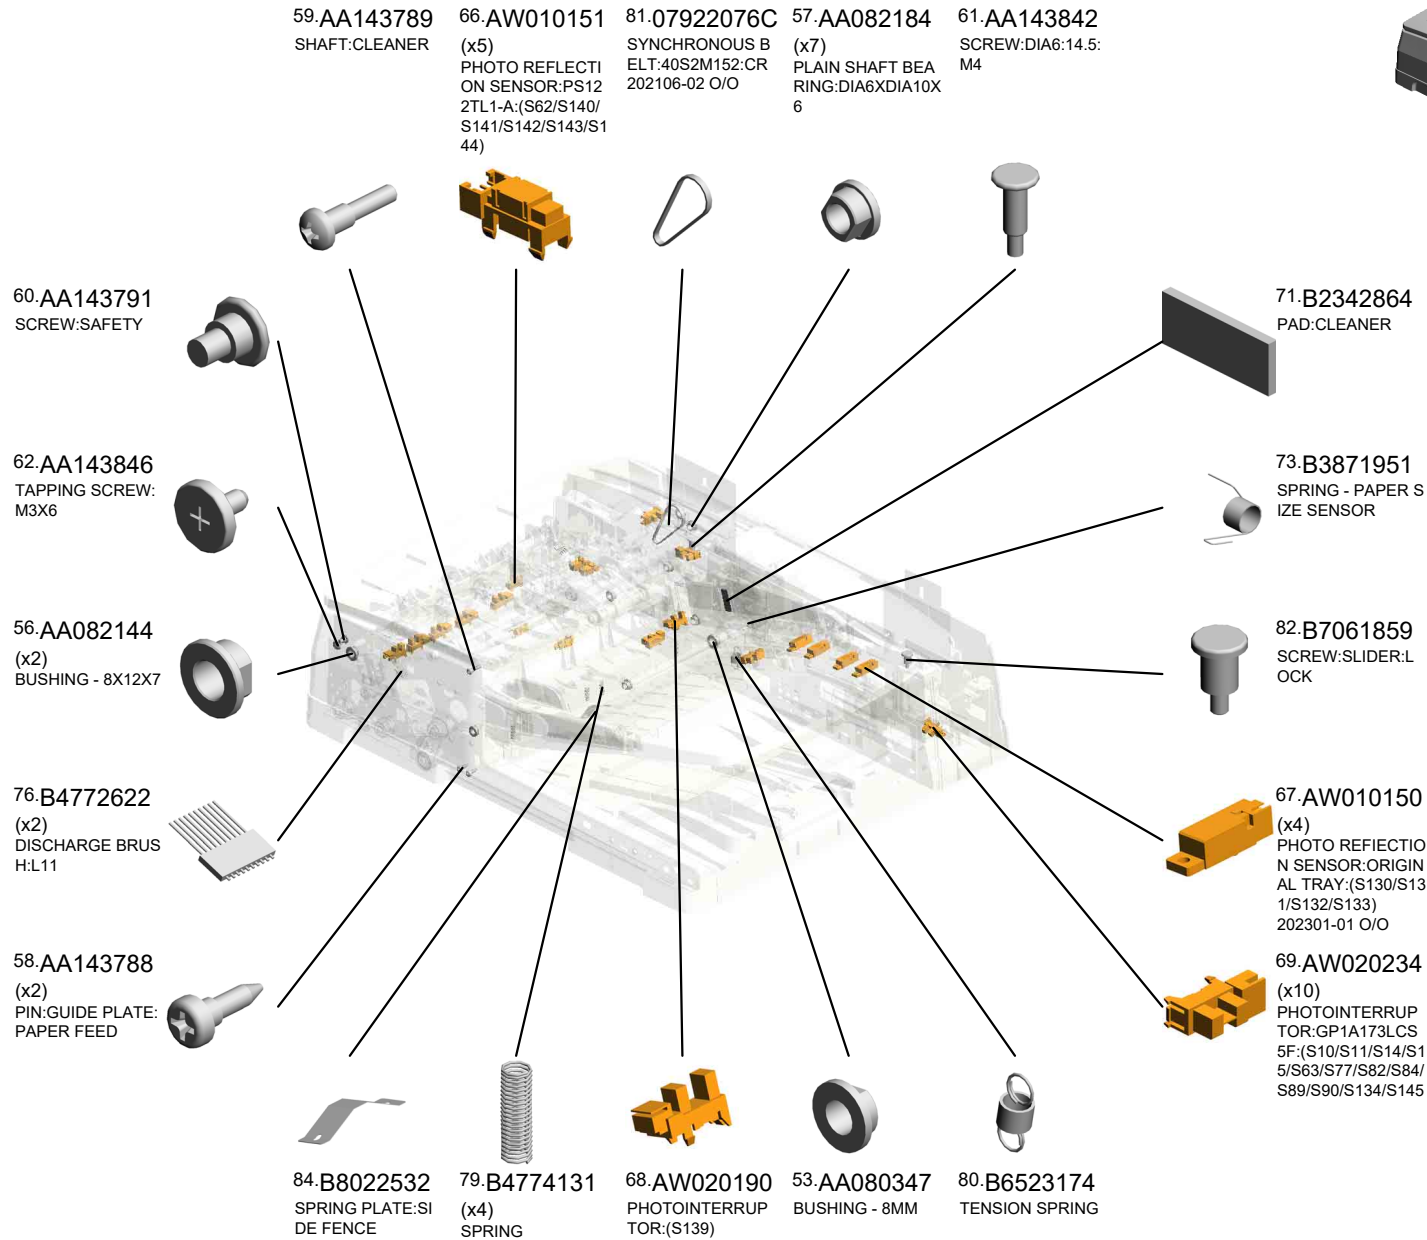 59.AA143789
SHAFT:CLEANER
66.AW010151
(x5)
PHOTO REFLECTI
ON SENSOR:PS12
2TL1-A:(S62/S140/
S141/S142/S143/S1
44)
81.07922076C
SYNCHRONOUS B
ELT:40S2M152:CR
202106-02 O/O
57.AA082184
(x7)
PLAIN SHAFT BEA
RING:DIA6XDIA10X
6
61.AA143842
SCREW:DIA6:14.5:
M4
60.AA143791
SCREW:SAFETY
71.B2342864
PAD:CLEANER
62.AA143846
TAPPING SCREW:
M3X6
73.B3871951
SPRING - PAPER S
IZE SENSOR
56.AA082144
(x2)
BUSHING - 8X12X7
82.B7061859
SCREW:SLIDER:L
OCK
76.B4772622
(x2)
DISCHARGE BRUS
H:L11
67.AW010150
(x4)
PHOTO REFIECTIO
N SENSOR:ORIGIN
AL TRAY:(S130/S13
1/S132/S133)
202301-01 O/O
58.AA143788
(x2)
PIN:GUIDE PLATE:
PAPER FEED
69.AW020234
(x10)
PHOTOINTERRUP
TOR:GP1A173LCS
5F:(S10/S11/S14/S1
5/S63/S77/S82/S84/
S89/S90/S134/S145
84.B8022532
SPRING PLATE:SI
DE FENCE
79.B4774131
(x4)
SPRING
68.AW020190
PHOTOINTERRUP
TOR:(S139)
53.AA080347
BUSHING - 8MM
80.B6523174
TENSION SPRING